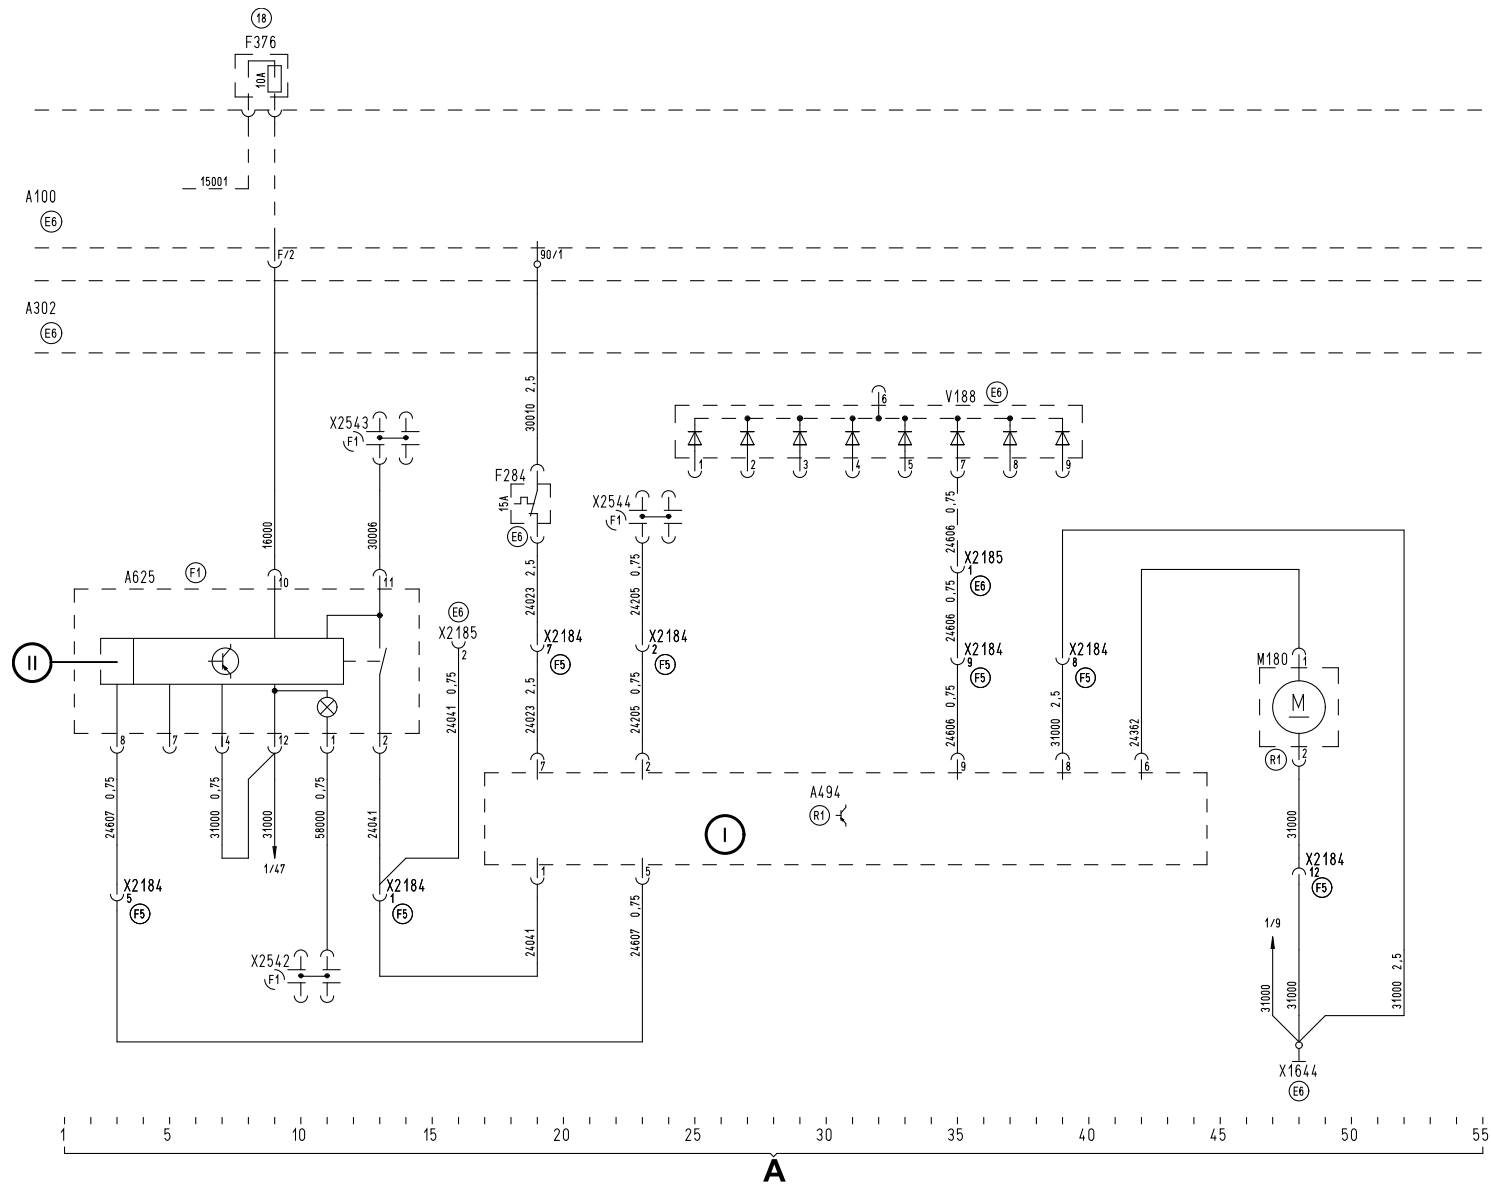 18
F376
10A
15001
A100
E6
F/2
90/1
A302
E6
30010 2,5
X2543
F1
V188
E6
6
1
2
3
4
5
7
8
9
F284
15A
E6
X2544
F1
16000
30006
24606 0,75
X2185
1
E6
A625
F1
10
11
24023 2,5
24205 0,75
24606 0,75
E6
X2185
2
X2184
7
F5
X2184
2
F5
X2184
9
F5
X2184
8
F5
M180
1
M
II
24041 0,75
24023 2,5
24205 0,75
24606 0,75
31000 2,5
24362
R1
2
8
7
14
12
1
2
7
2
9
8
6
A494
R1
I
24607 0,75
31000 0,75
31000
58000 0,75
24041
31000
1/47
1
5
X2184
5
F5
X2184
1
F5
X2184
12
F5
24041
24607 0,75
1/9
X2542
F1
31000
31000
31000 2,5
X1644
E6
1
5
10
15
20
25
30
35
40
45
50
55
A